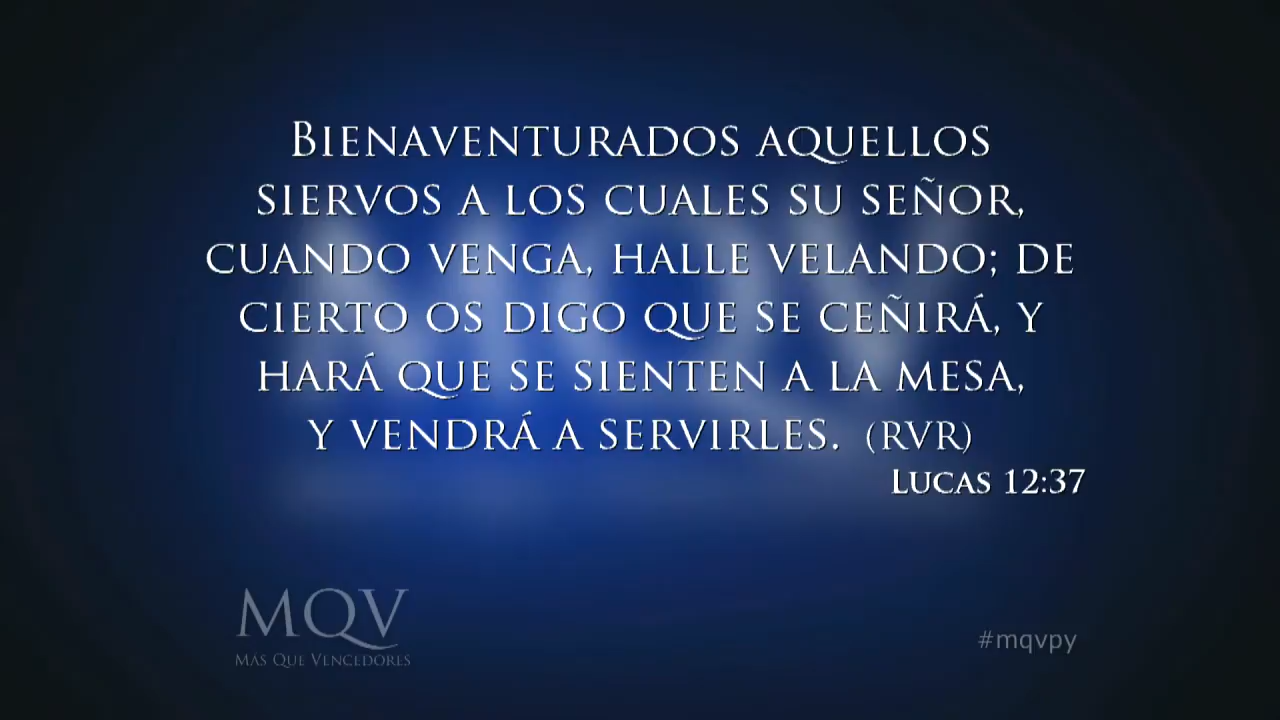 Bienaventurados aquellos
siervos a los cuales su señor,
cuando venga, halle velando; de
cierto os digo que se ceñirá, y
hará que se sienten a la mesa,
y vendrá a servirles. (RVR)
Lucas 12:37
MQV
Más Que Vencedores
#mqvpy